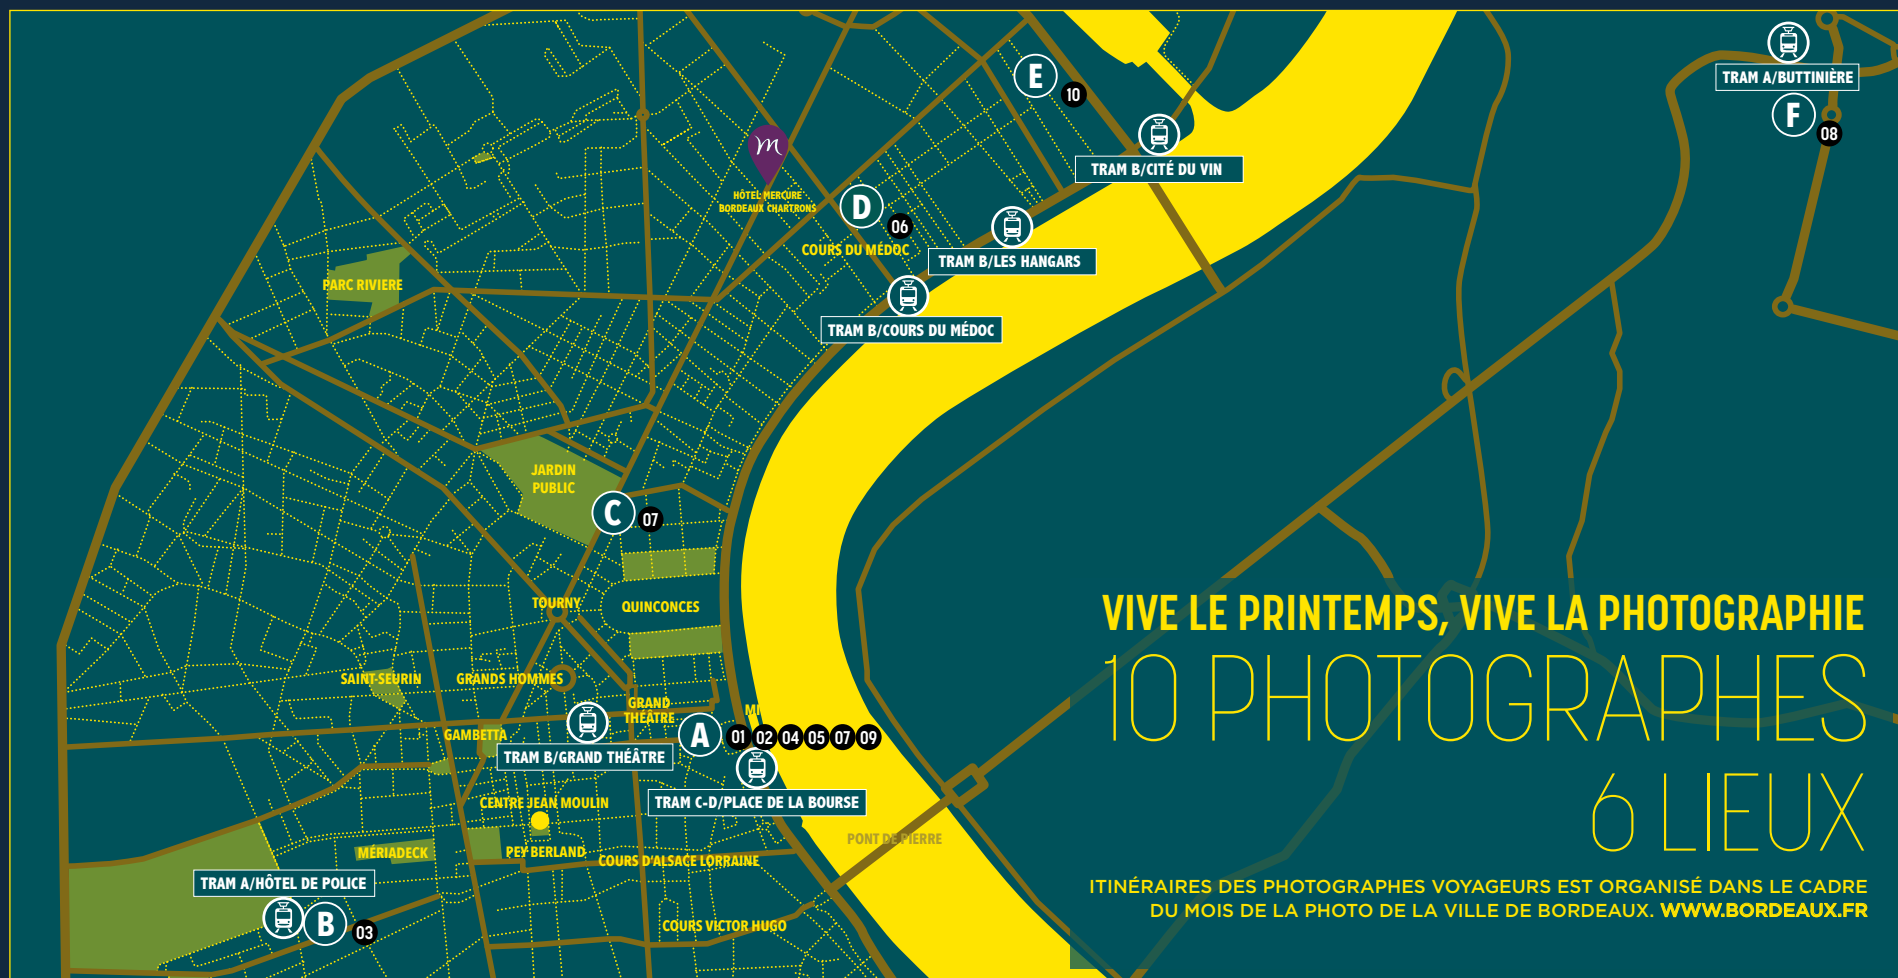 TRAM A/BUTTINIÈRE
F
08
E
10
TRAM B/CITÉ DU VIN
m
HÔTEL MERCURE
BORDEAUX CHARTRONS
D
06
COURS DU MÉDOC
TRAM B/LES HANGARS
PARC RIVIERE
TRAM B/COURS DU MÉDOC
JARDIN
PUBLIC
C
07
TOURNY
QUINCONCES
SAINT-SEURIN
GRANDS HOMMES
GRAND
THÉÂTRE
MI
GAMBETTA
A
01 02 04 05 07 09
TRAM B/GRAND THÉÂTRE
TRAM C-D/PLACE DE LA BOURSE
CENTRE JEAN MOULIN
PONT DE PIERRE
MÉRIADECK
PEY BERLAND
COURS D'ALSACE LORRAINE
TRAM A/HÔTEL DE POLICE
B
03
COURS VICTOR HUGO
VIVE LE PRINTEMPS, VIVE LA PHOTOGRAPHIE
10 PHOTOGRAPHES
6 LIEUX
ITINÉRAIRES DES PHOTOGRAPHES VOYAGEURS EST ORGANISÉ DANS LE CADRE
DU MOIS DE LA PHOTO DE LA VILLE DE BORDEAUX. WWW.BORDEAUX.FR